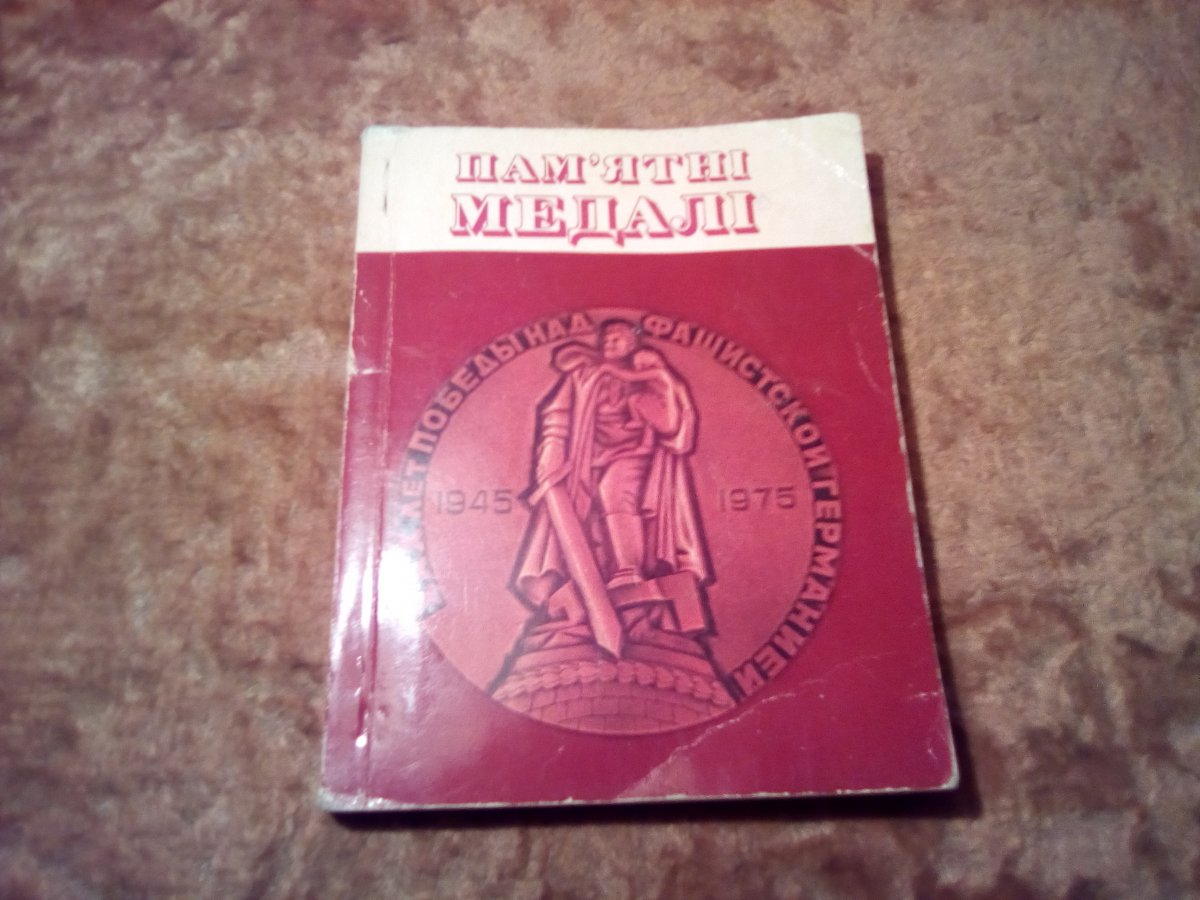 ПАМ'ЯТНІ
МЕДАЛІ
ЛЕТ ПОБЕДЫ НАД ФАШИСТСКОЙ ГЕРМАНИЕЙ
1945 1975